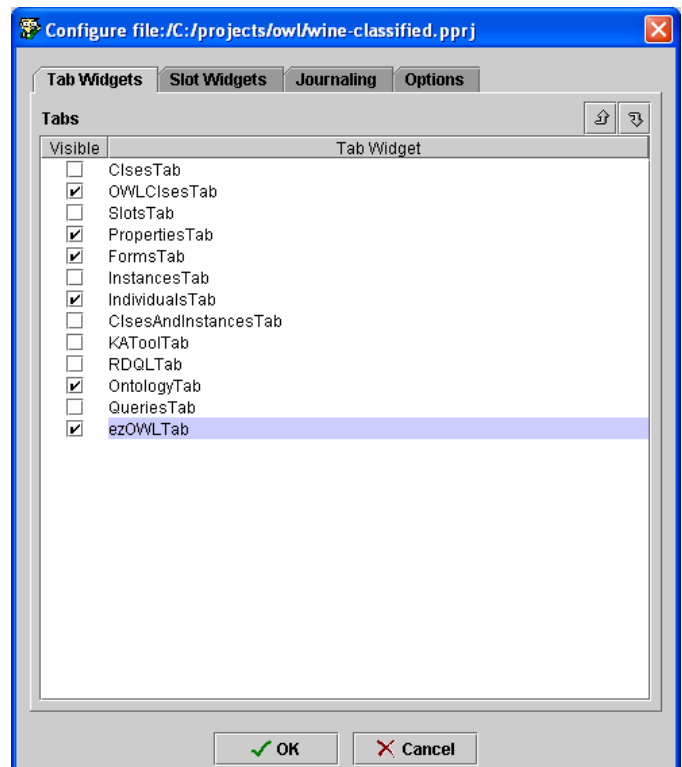 Configure file:/C:/projects/owl/wine-classified.pprj
Tab Widgets Slot Widgets Journaling Options
Tabs
Visible Tab Widget
ClsesTab
OWLClsesTab
SlotsTab
PropertiesTab
FormsTab
InstancesTab
IndividualsTab
ClsesAndInstancesTab
KAToolTab
RDQLTab
OntologyTab
QueriesTab
ezOWLTab
OK Cancel